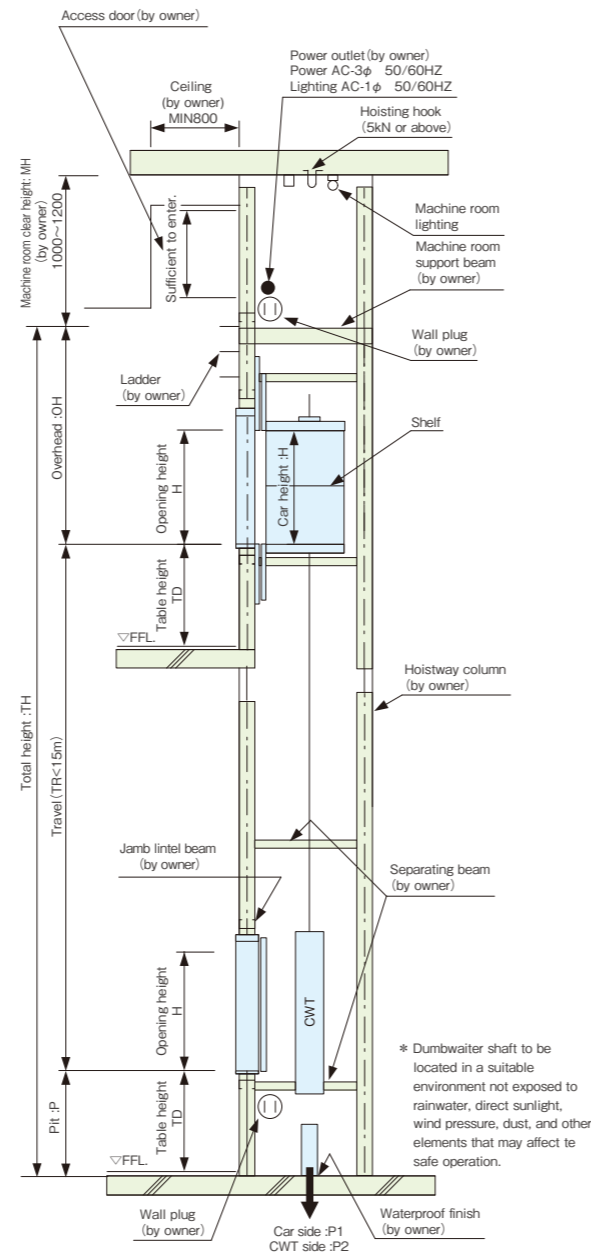 Access door (by owner)
Power outlet (by owner)
Power AC-3φ 50/60HZ
Lighting AC-1φ 50/60HZ
Ceiling
(by owner)
MIN800
Hoisting hook
(5kN or above)
Machine room clear height: MH
(by owner)
1000～1200
Sufficient to enter.
Machine room
lighting
Machine room
support beam
(by owner)
Wall plug
(by owner)
Ladder
(by owner)
Shelf
Overhead :OH
Opening height
H
Car height :H
Table height
TD
▽FFL.
Hoistway column
(by owner)
Total height :TH
Travel (TR<15m)
Jamb lintel beam
(by owner)
Separating beam
(by owner)
Opening height
H
CWT
* Dumbwaiter shaft to be
located in a suitable
environment not exposed to
rainwater, direct sunlight,
wind pressure, dust, and other
elements that may affect te
safe operation.
Pit :P
Table height
TD
▽FFL.
Wall plug
(by owner)
Car side :P1
CWT side :P2
Waterproof finish
(by owner)